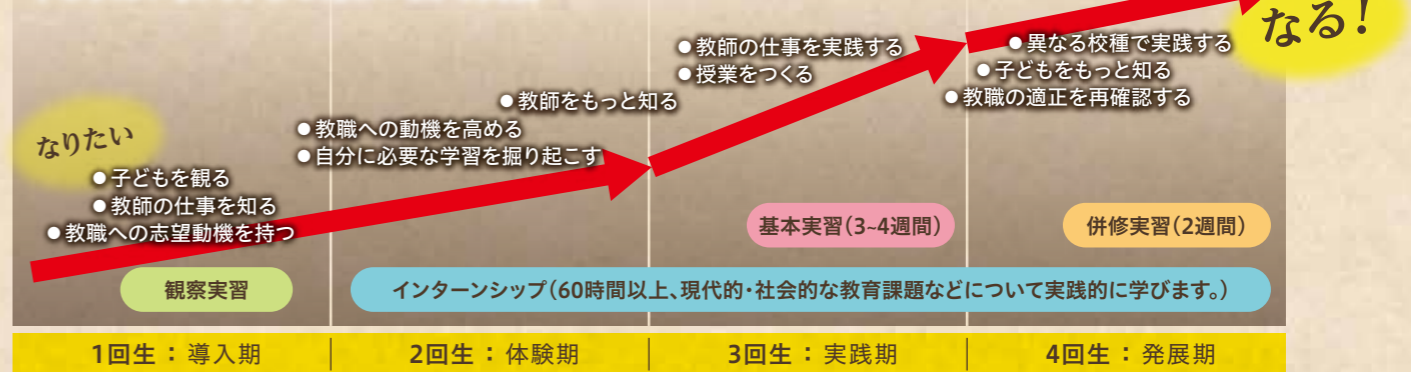 なる!
なりたい
●子どもを観る
●教師の仕事を知る
●教職への志望動機を持つ
●教師をもっと知る
●教職への動機を高める
●自分に必要な学習を掘り起こす
●教師の仕事を実践する
●授業をつくる
●異なる校種で実践する
●子どもをもっと知る
●教職の適正を再確認する
基本実習(3~4週間)
併修実習(2週間)
観察実習
インターンシップ(60時間以上、現代的・社会的な教育課題などについて実践的に学びます。)
1回生:導入期
2回生:体験期
3回生:実践期
4回生:発展期